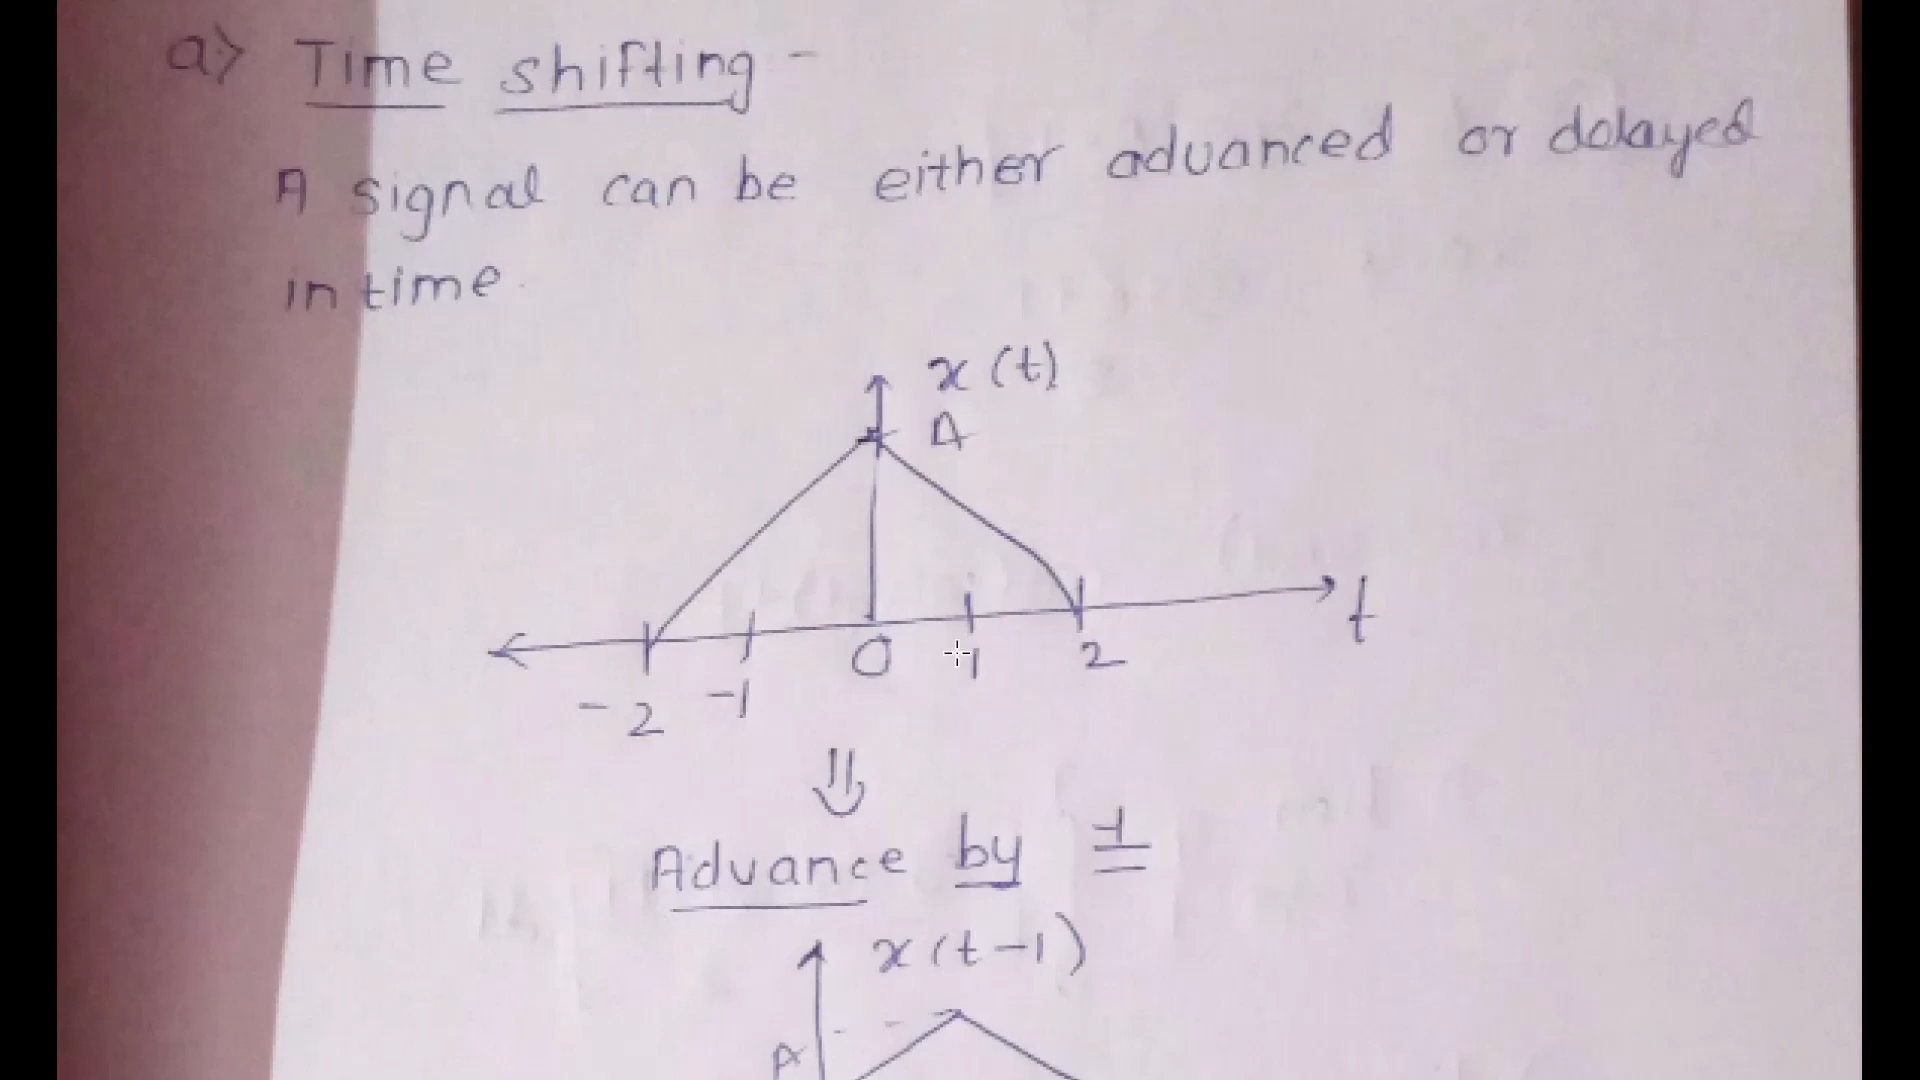 a) Time shifting -
A signal can be either advanced or delayed
in time
x(t)
A
-2 -1 0 1 2 t
Advance by 1
x(t-1)
A